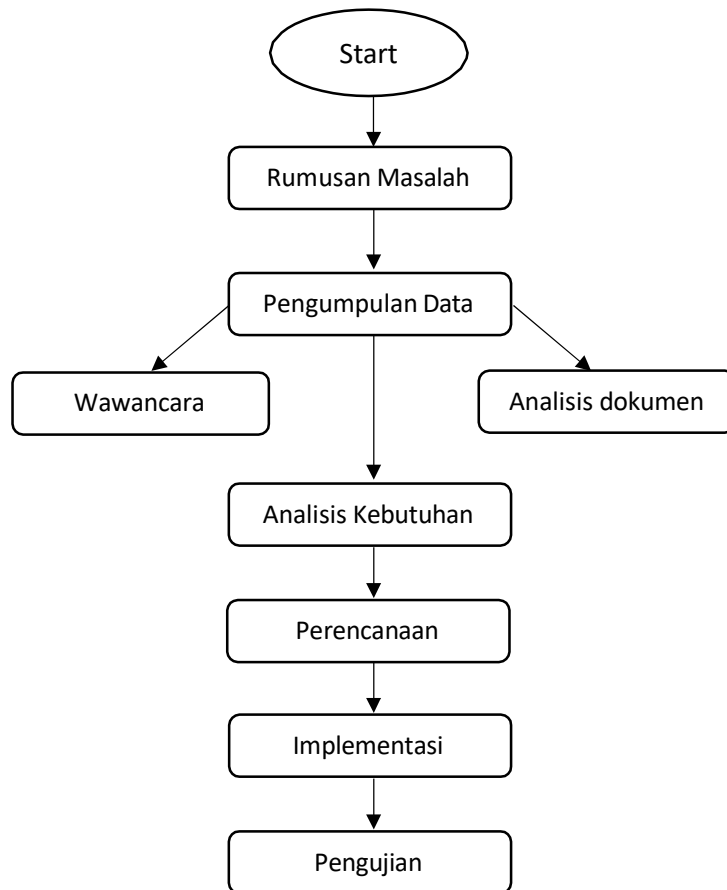 Start
Rumusan Masalah
Pengumpulan Data
Wawancara
Analisis dokumen
Analisis Kebutuhan
Perencanaan
Implementasi
Pengujian